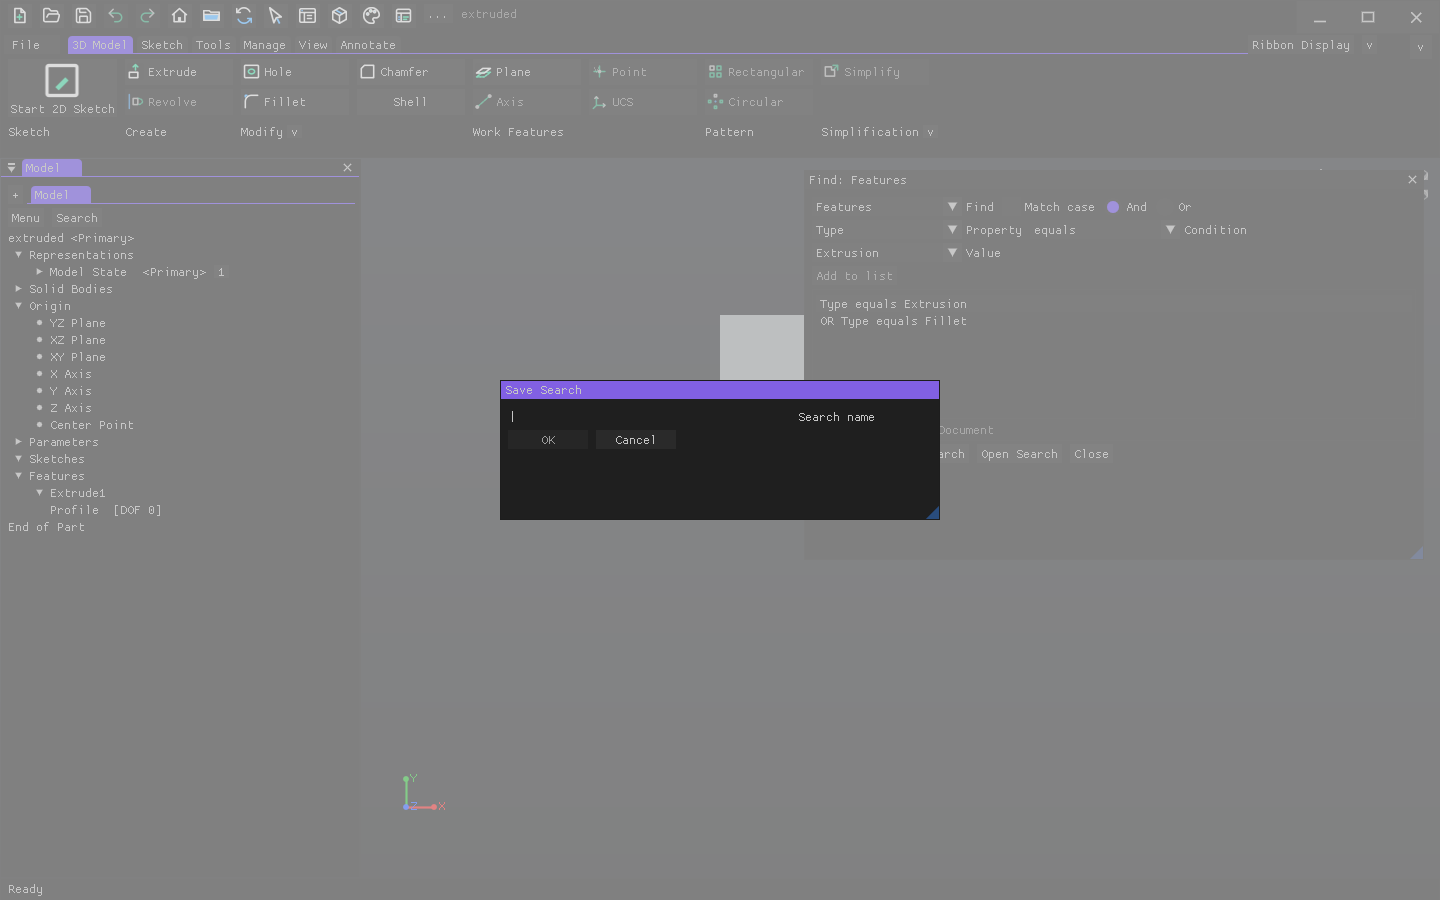 ... extruded
File 3D Model Sketch Tools Manage View Annotate Ribbon Display v v
Extrude Hole Chamfer Plane Point Rectangular Simplify
Start 2D Sketch Revolve Fillet Shell Axis UCS Circular
Sketch Create Modify v Work Features Pattern Simplification v
Model
+ Model
Menu Search
extruded <Primary>
Representations
Model State <Primary> 1
Solid Bodies
Origin
YZ Plane
XZ Plane
XY Plane
X Axis
Y Axis
Z Axis
Center Point
Parameters
Sketches
Features
Extrude1
Profile [DOF 0]
End of Part
Find: Features
Features Find Match case And Or
Type Property equals Condition
Extrusion Value
Add to list
Type equals Extrusion
OR Type equals Fillet
Document
Open Search Close
Save Search
Search name
OK Cancel
Y
Z X
Ready